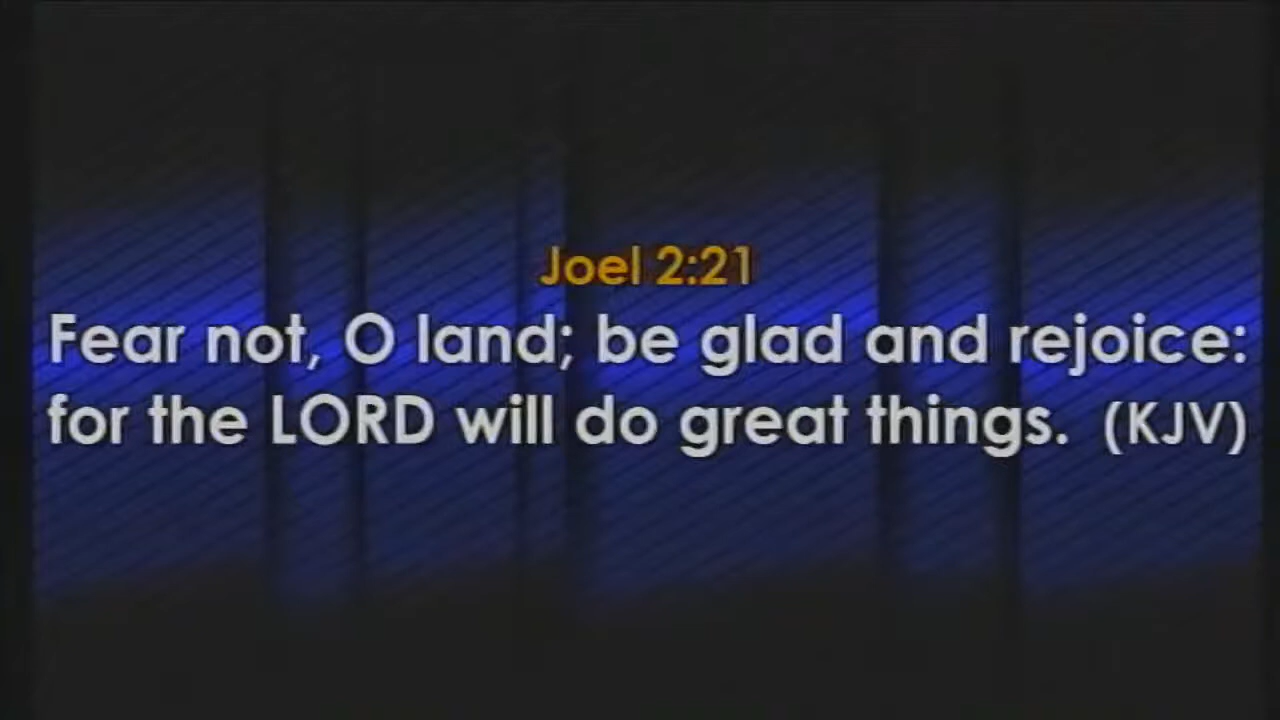 Joel 2:21
Fear not, O land; be glad and rejoice:
for the LORD will do great things. (KJV)